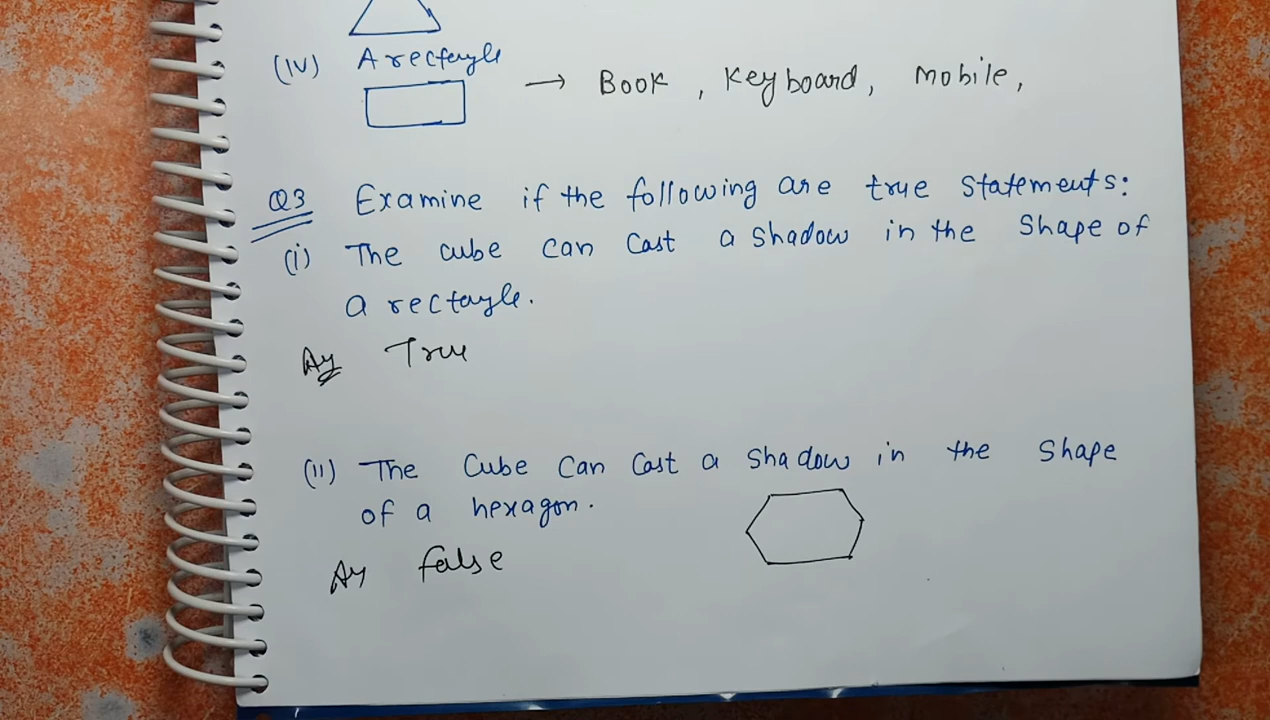 (IV) A rectangle → Book, Keyboard, Mobile,
Q3 Examine if the following are true statements:
(i) The cube can cast a shadow in the shape of
a rectangle.
Ans True
(ii) The Cube Can Cast a shadow in the shape
of a hexagon.
Ans false